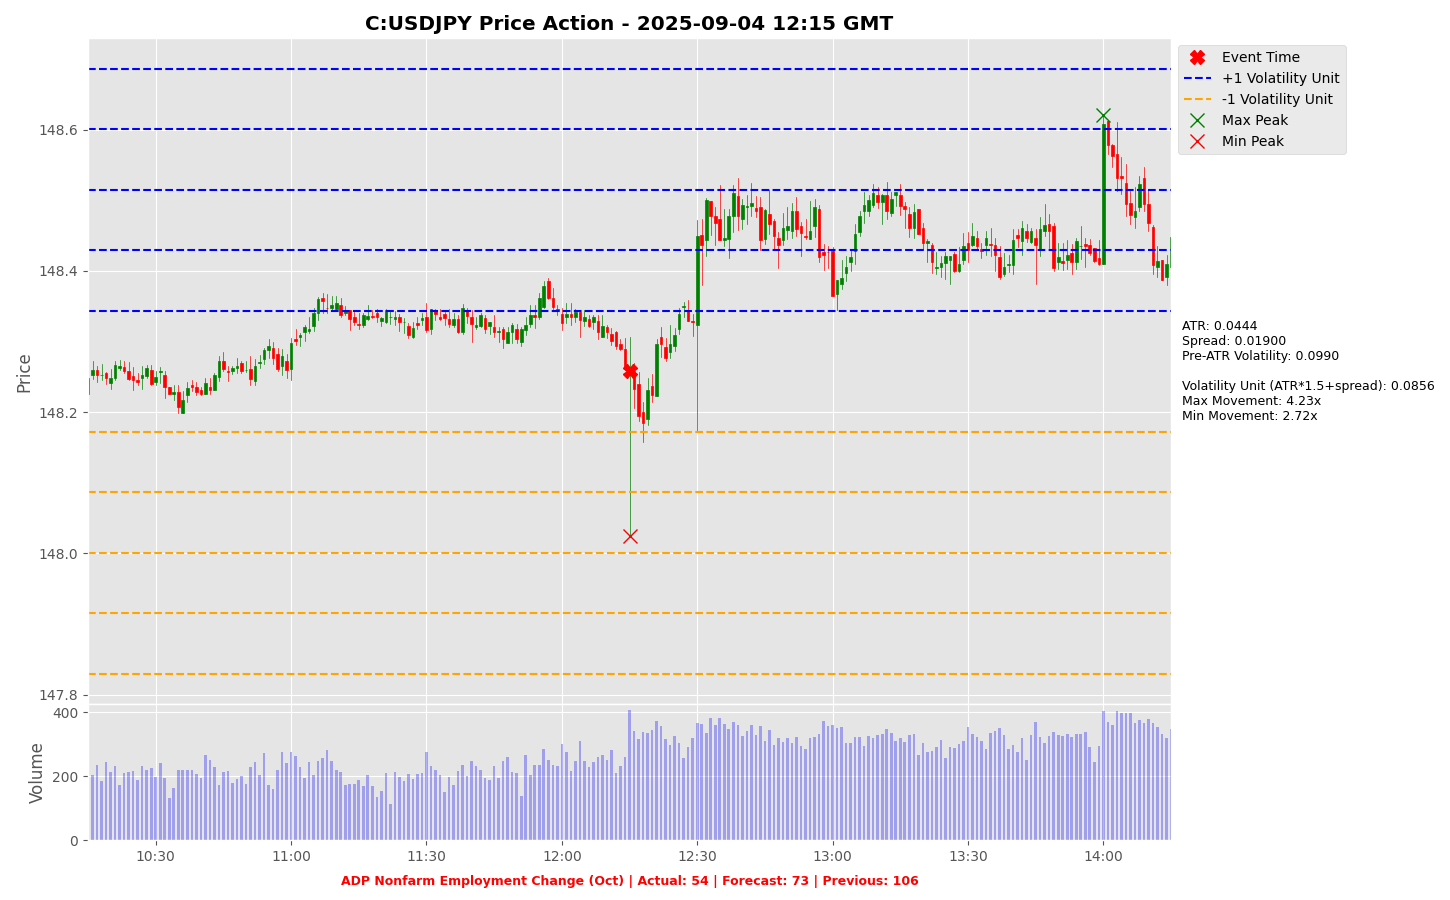 C:USDJPY Price Action - 2025-09-04 12:15 GMT
Event Time
+1 Volatility Unit
-1 Volatility Unit
Max Peak
Min Peak
Price
148.6
148.4
148.2
148.0
147.8
ATR: 0.0444
Spread: 0.01900
Pre-ATR Volatility: 0.0990
Volatility Unit (ATR*1.5+spread): 0.0856
Max Movement: 4.23x
Min Movement: 2.72x
Volume
400
200
0
10:30 11:00 11:30 12:00 12:30 13:00 13:30 14:00
ADP Nonfarm Employment Change (Oct) | Actual: 54 | Forecast: 73 | Previous: 106